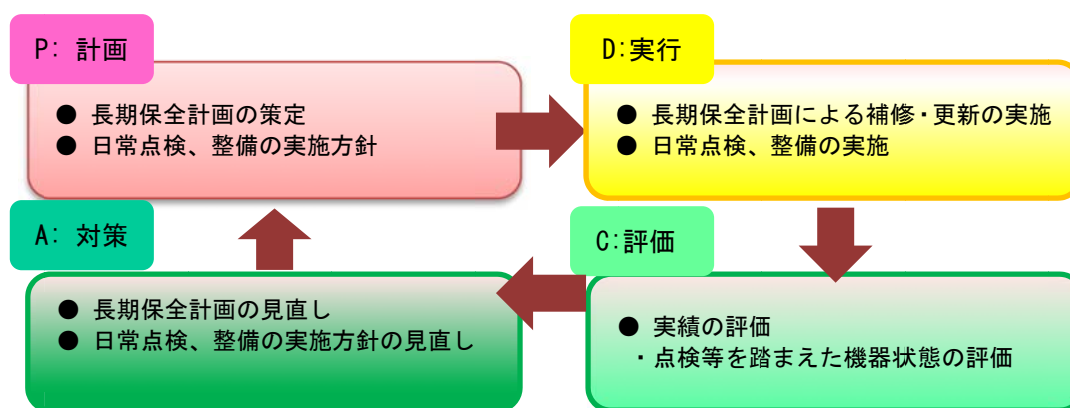 P: 計画
● 長期保全計画の策定
● 日常点検、整備の実施方針
D:実行
● 長期保全計画による補修・更新の実施
● 日常点検、整備の実施
C:評価
● 実績の評価
・点検等を踏まえた機器状態の評価
A: 対策
● 長期保全計画の見直し
● 日常点検、整備の実施方針の見直し